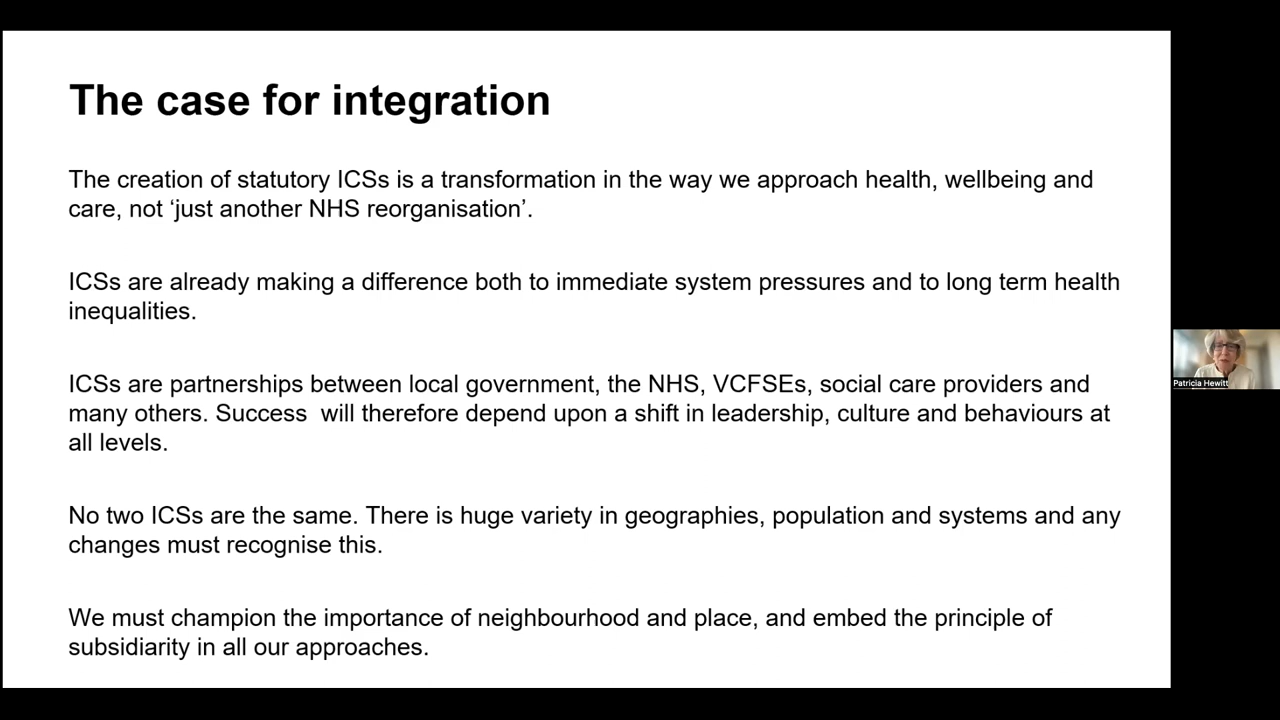 The case for integration
The creation of statutory ICSs is a transformation in the way we approach health, wellbeing and
care, not ‘just another NHS reorganisation’.
ICSs are already making a difference both to immediate system pressures and to long term health
inequalities.
ICSs are partnerships between local government, the NHS, VCFSEs, social care providers and
many others. Success  will therefore depend upon a shift in leadership, culture and behaviours at
all levels.
No two ICSs are the same. There is huge variety in geographies, population and systems and any
changes must recognise this.
We must champion the importance of neighbourhood and place, and embed the principle of
subsidiarity in all our approaches.
Patricia Hewitt